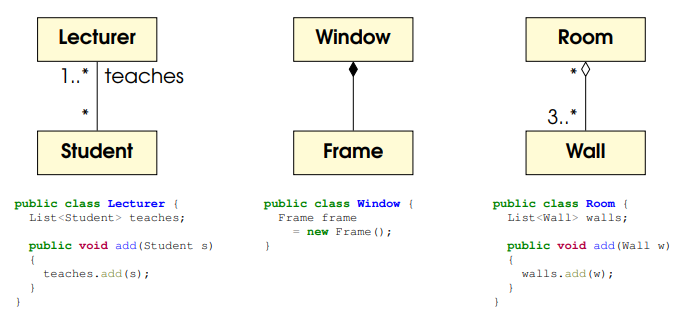 Lecturer
1..* teaches
*
Student
public class Lecturer {
List<Student> teaches;
public void add(Student s)
{
teaches.add(s);
}
}
Window
Frame
public class Window {
Frame frame
= new Frame();
}
Room
*
3..*
Wall
public class Room {
List<Wall> walls;
public void add(Wall w)
{
walls.add(w);
}
}